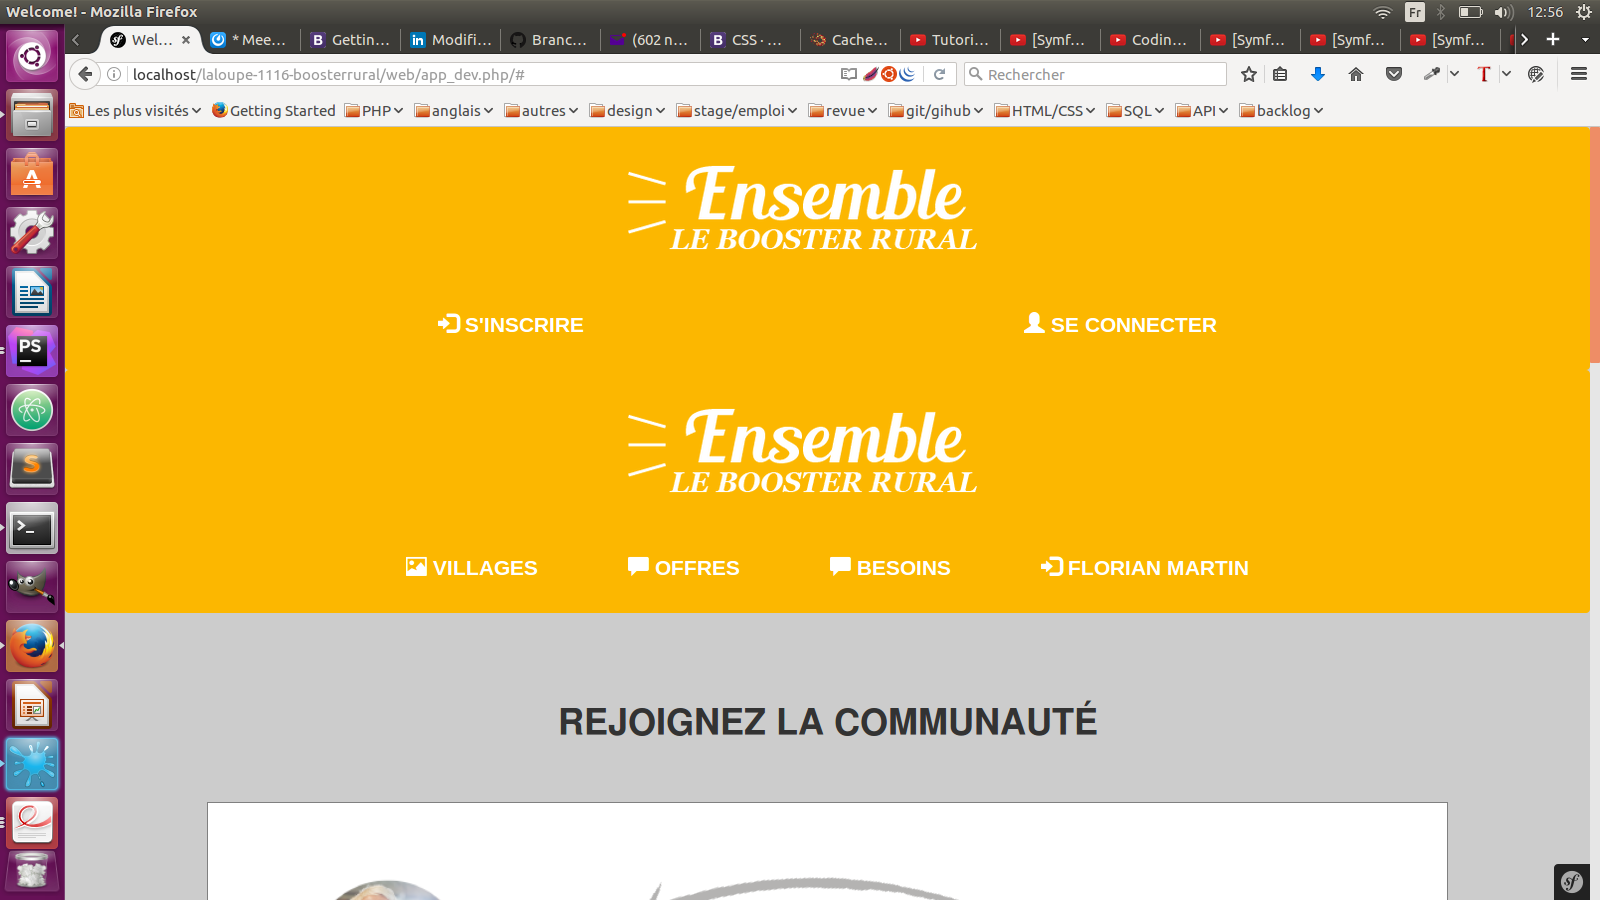 Welcome! - Mozilla Firefox
Fr
12:56
Wel...
* Mee...
Gettin...
Modifi...
Branc...
(602 n...
CSS · ...
Cache...
Tutori...
[Symf...
Codin...
[Symf...
[Symf...
[Symf...
localhost/laloupe-1116-boosterrural/web/app_dev.php/#
Rechercher
Les plus visités
Getting Started
PHP
anglais
autres
design
stage/emploi
revue
git/gihub
HTML/CSS
SQL
API
backlog
Ensemble
LE BOOSTER RURAL
S'INSCRIRE
SE CONNECTER
Ensemble
LE BOOSTER RURAL
VILLAGES
OFFRES
BESOINS
FLORIAN MARTIN
REJOIGNEZ LA COMMUNAUTÉ
PS
S
sf